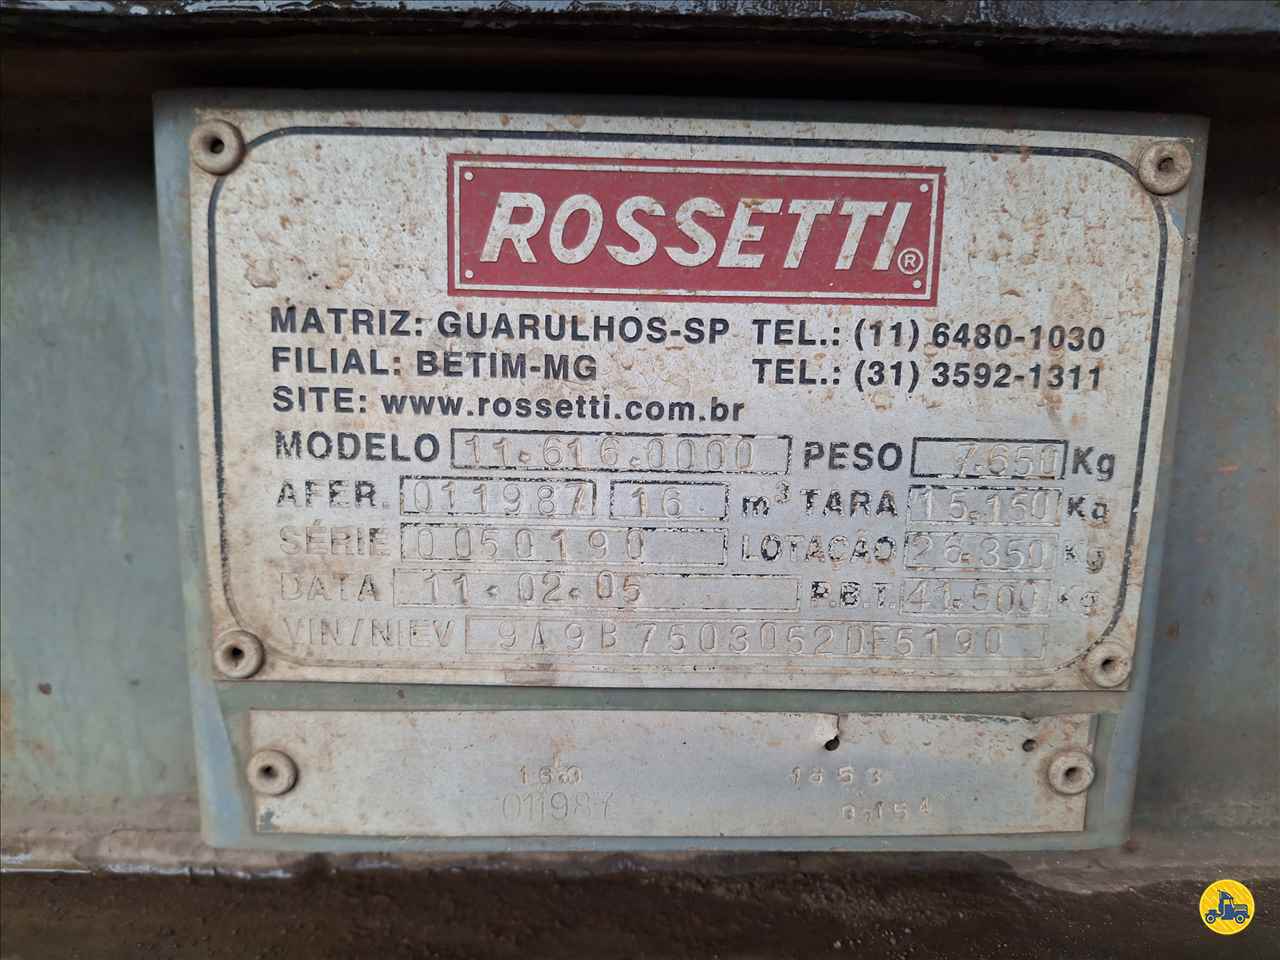 ROSSETTI®
MATRIZ: GUARULHOS-SP TEL.: (11) 6480-1030
FILIAL: BETIM-MG TEL.: (31) 3592-1311
SITE: www.rossetti.com.br
MODELO 11.616.0000 PESO 7.650 Kg
AFER. 011987 16 m³ TARA 15.150 Kg
SÉRIE 0050190 LOTAÇÃO 26.350 Kg
DATA 11.02.05 P.B.T. 41.500 Kg
VIN/NIEV 9A9B7503052DF5190
011987